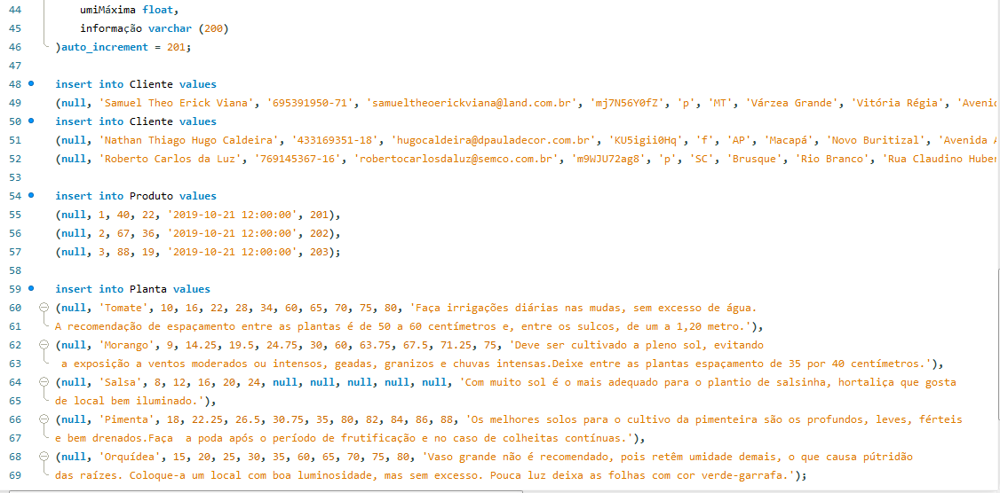 44 umiMáxima float,
45 informação varchar (200)
46 )auto_increment = 201;
47
48 insert into Cliente values
49 (null, 'Samuel Theo Erick Viana', '695391950-71', 'samueltheoerickviana@land.com.br', 'mj7N56Y0fZ', 'p', 'MT', 'Várzea Grande', 'Vitória Régia', 'Avenid
50 insert into Cliente values
51 (null, 'Nathan Thiago Hugo Caldeira', '433169351-18', 'hugocaldeira@dpauladecor.com.br', 'KU5igii0Hq', 'f', 'AP', 'Macapá', 'Novo Buritizal', 'Avenida A
52 (null, 'Roberto Carlos da Luz', '769145367-16', 'robertocarlosdaluz@semco.com.br', 'm9WJU72ag8', 'p', 'SC', 'Brusque', 'Rio Branco', 'Rua Claudino Huber
53
54 insert into Produto values
55 (null, 1, 40, 22, '2019-10-21 12:00:00', 201),
56 (null, 2, 67, 36, '2019-10-21 12:00:00', 202),
57 (null, 3, 88, 19, '2019-10-21 12:00:00', 203);
58
59 insert into Planta values
60 (null, 'Tomate', 10, 16, 22, 28, 34, 60, 65, 70, 75, 80, 'Faça irrigações diárias nas mudas, sem excesso de água.
61 A recomendação de espaçamento entre as plantas é de 50 a 60 centímetros e, entre os sulcos, de um a 1,20 metro.'),
62 (null, 'Morango', 9, 14.25, 19.5, 24.75, 30, 60, 63.75, 67.5, 71.25, 75, 'Deve ser cultivado a pleno sol, evitando
63 a exposição a ventos moderados ou intensos, geadas, granizos e chuvas intensas.Deixe entre as plantas espaçamento de 35 por 40 centímetros.'),
64 (null, 'Salsa', 8, 12, 16, 20, 24, null, null, null, null, null, 'Com muito sol é o mais adequado para o plantio de salsinha, hortaliça que gosta
65 de local bem iluminado.'),
66 (null, 'Pimenta', 18, 22.25, 26.5, 30.75, 35, 80, 82, 84, 86, 88, 'Os melhores solos para o cultivo da pimenteira são os profundos, leves, férteis
67 e bem drenados.Faça  a poda após o período de frutificação e no caso de colheitas contínuas.'),
68 (null, 'Orquídea', 15, 20, 25, 30, 35, 60, 65, 70, 75, 80, 'Vaso grande não é recomendado, pois retêm umidade demais, o que causa pútridão
69 das raízes. Coloque-a um local com boa luminosidade, mas sem excesso. Pouca luz deixa as folhas com cor verde-garrafa.');